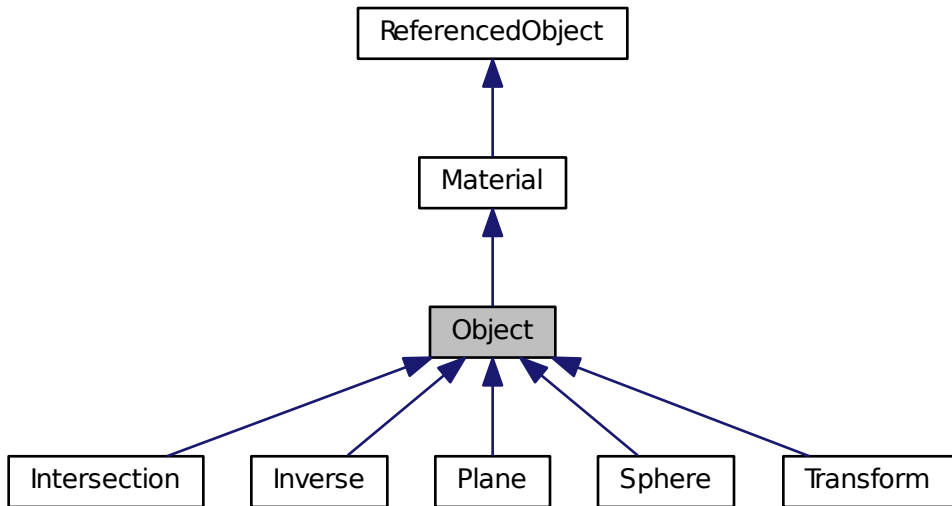 ReferencedObject
Material
Object
Intersection
Inverse
Plane
Sphere
Transform